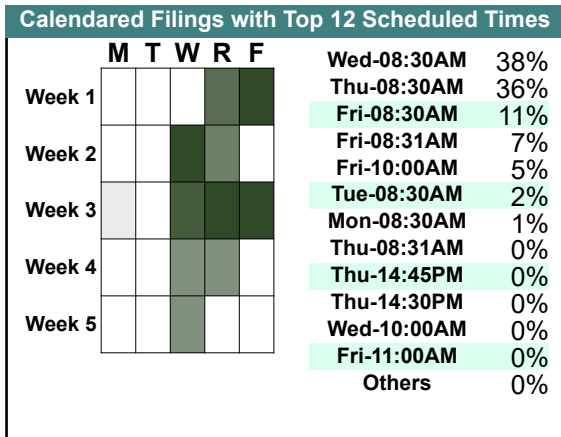 Calendared Filings with Top 12 Scheduled Times
M T W R F
Week 1
Week 2
Week 3
Week 4
Week 5
Wed-08:30AM 38%
Thu-08:30AM 36%
Fri-08:30AM 11%
Fri-08:31AM 7%
Fri-10:00AM 5%
Tue-08:30AM 2%
Mon-08:30AM 1%
Thu-08:31AM 0%
Thu-14:45PM 0%
Thu-14:30PM 0%
Wed-10:00AM 0%
Fri-11:00AM 0%
Others 0%